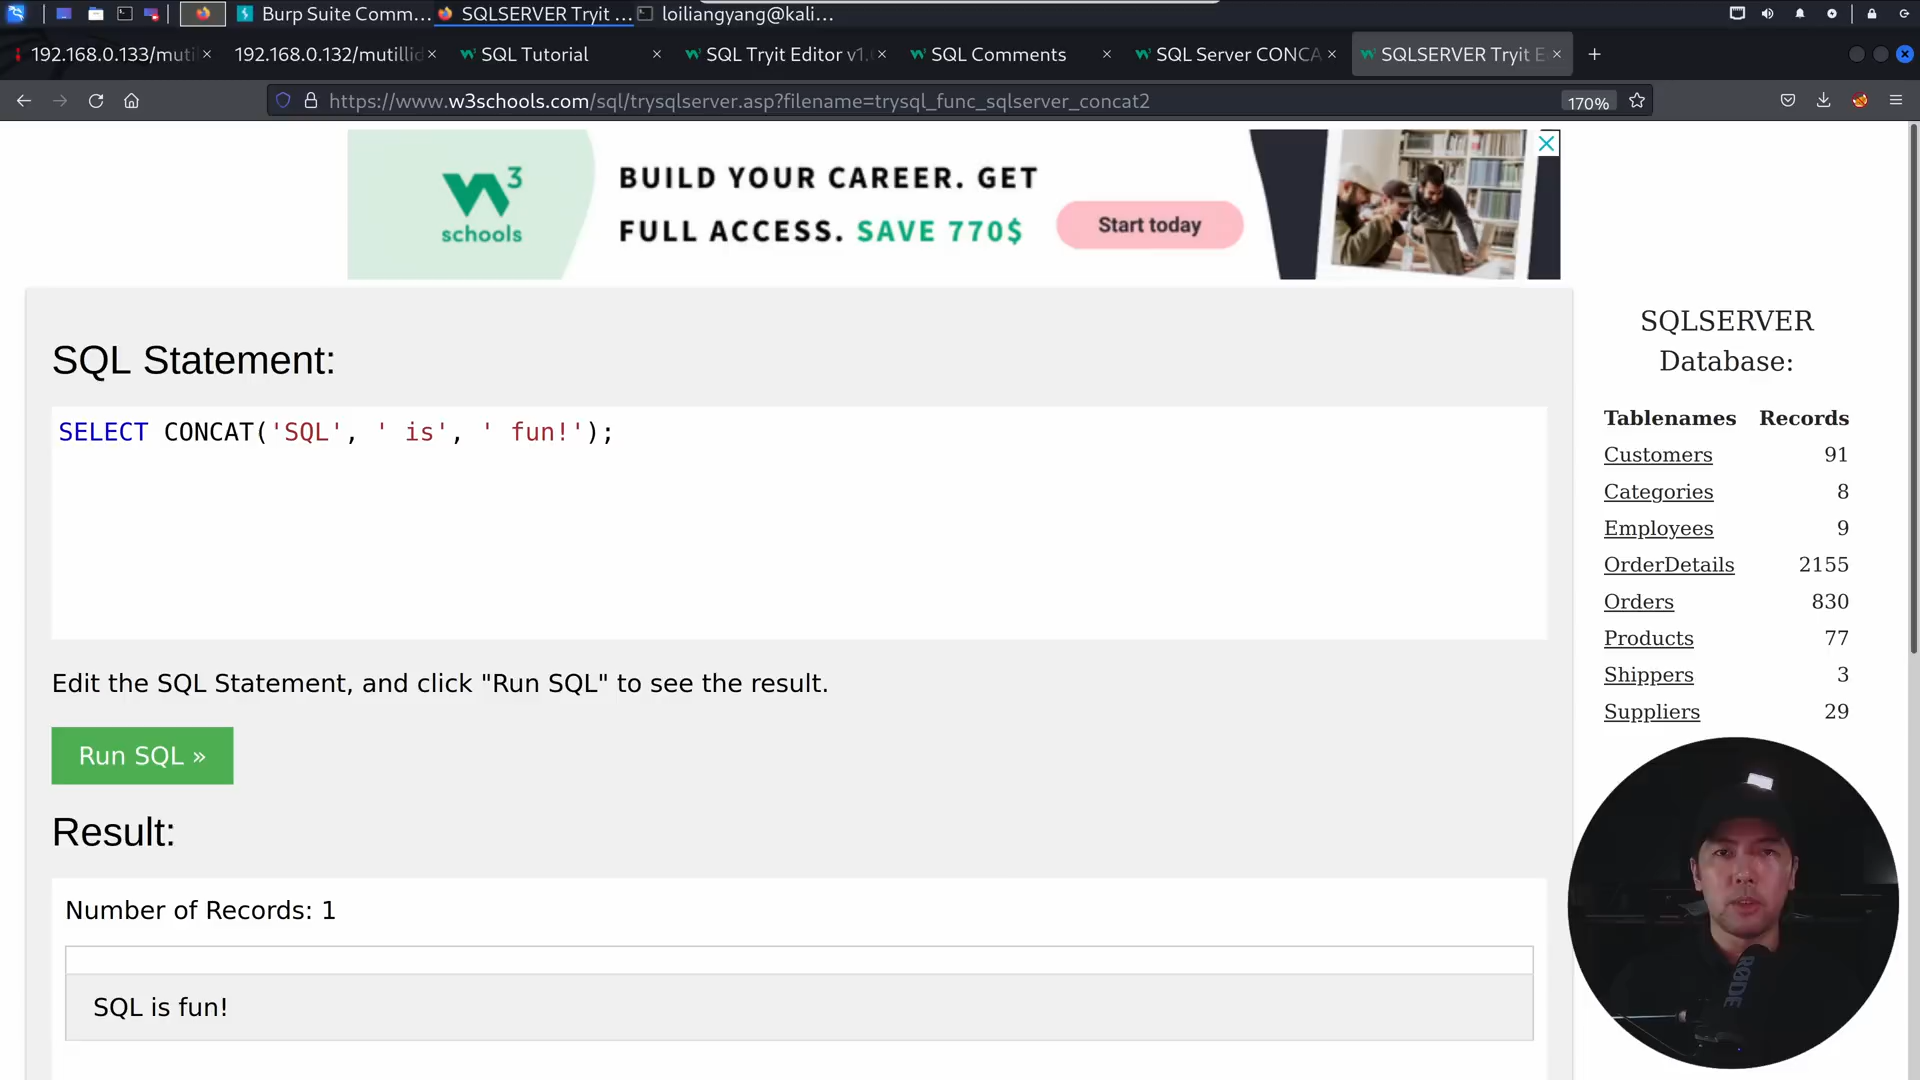 Burp Suite Comm...
SQLSERVER Tryit ...
loiliangyang@kali...
192.168.0.133/muti
192.168.0.132/mutillid
SQL Tutorial
SQL Tryit Editor v1.
SQL Comments
SQL Server CONCA
SQLSERVER Tryit E
https://www.w3schools.com/sql/trysqlserver.asp?filename=trysql_func_sqlserver_concat2
170%
W3
schools
BUILD YOUR CAREER. GET
FULL ACCESS. SAVE 770$
Start today
SQL Statement:
SELECT CONCAT('SQL', ' is', ' fun!');
Edit the SQL Statement, and click "Run SQL" to see the result.
Run SQL »
Result:
Number of Records: 1
SQL is fun!
SQLSERVER
Database:
Tablenames Records
Customers 91
Categories 8
Employees 9
OrderDetails 2155
Orders 830
Products 77
Shippers 3
Suppliers 29
RØDE